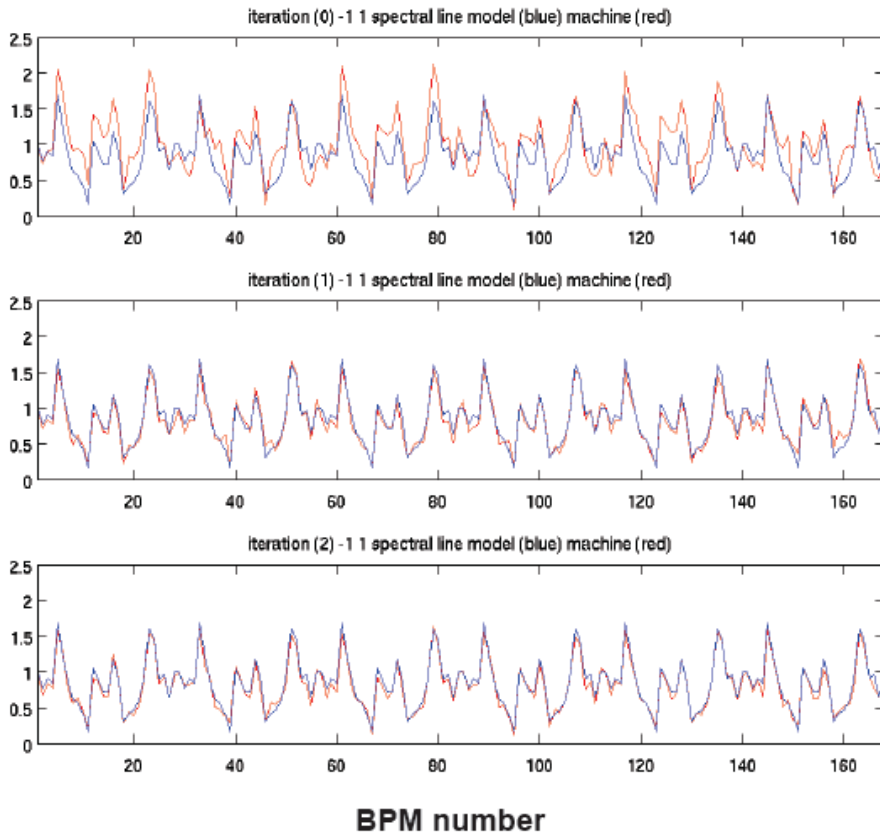 iteration (0) -1 1 spectral line model (blue) machine (red)
2.5
2
1.5
1
0.5
0
20 40 60 80 100 120 140 160
iteration (1) -1 1 spectral line model (blue) machine (red)
2.5
2
1.5
1
0.5
0
20 40 60 80 100 120 140 160
iteration (2) -1 1 spectral line model (blue) machine (red)
2.5
2
1.5
1
0.5
0
20 40 60 80 100 120 140 160
BPM number